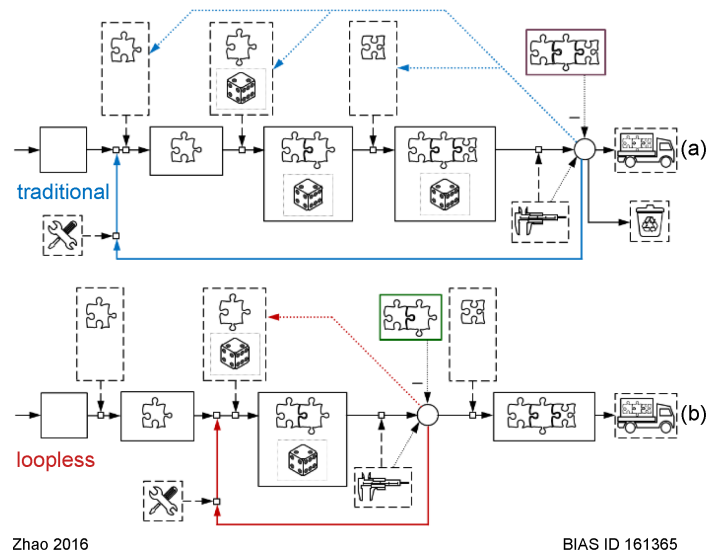 (a)
traditional
(b)
loopless
Zhao 2016
BIAS ID 161365